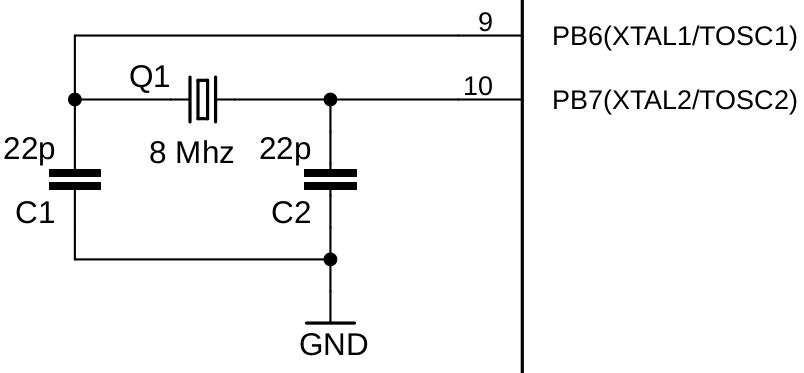 9
PB6(XTAL1/TOSC1)
Q1
10
PB7(XTAL2/TOSC2)
22p
8 Mhz
22p
C1
C2
GND